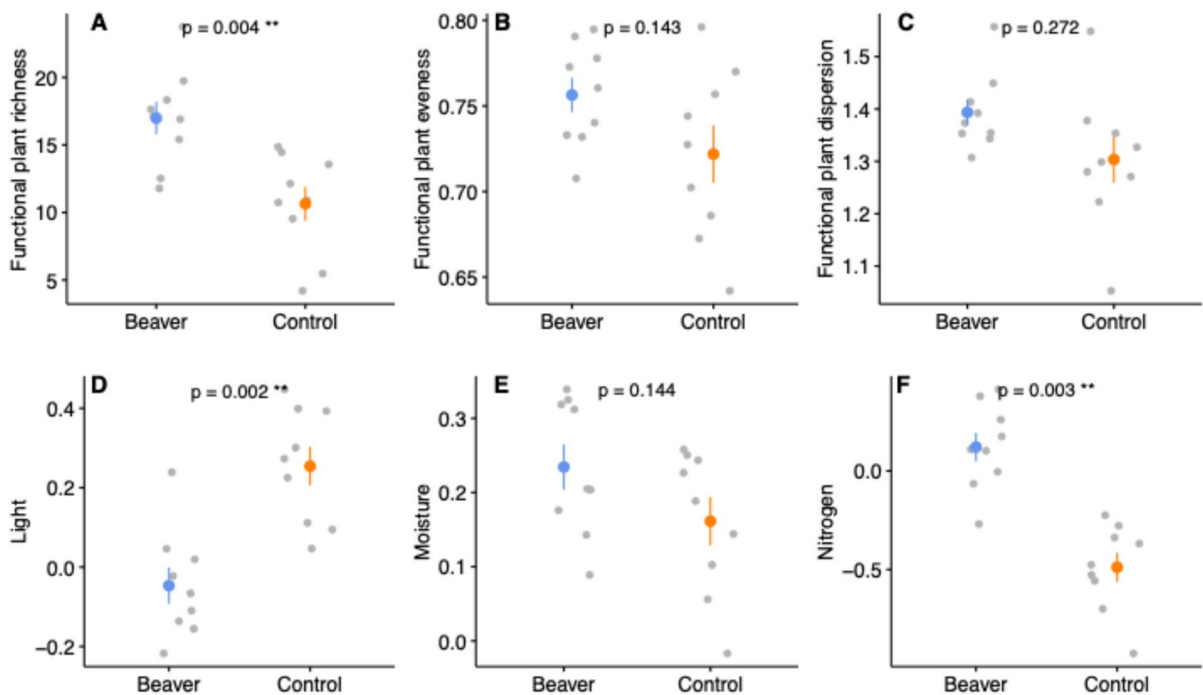 A
p = 0.004 **
Functional plant richness
20
15
10
5
Beaver
Control
B
p = 0.143
Functional plant eveness
0.80
0.75
0.70
0.65
Beaver
Control
C
p = 0.272
Functional plant dispersion
1.5
1.4
1.3
1.2
1.1
Beaver
Control
D
p = 0.002 **
Light
0.4
0.2
0.0
−0.2
Beaver
Control
E
p = 0.144
Moisture
0.3
0.2
0.1
0.0
Beaver
Control
F
p = 0.003 **
Nitrogen
0.0
−0.5
Beaver
Control